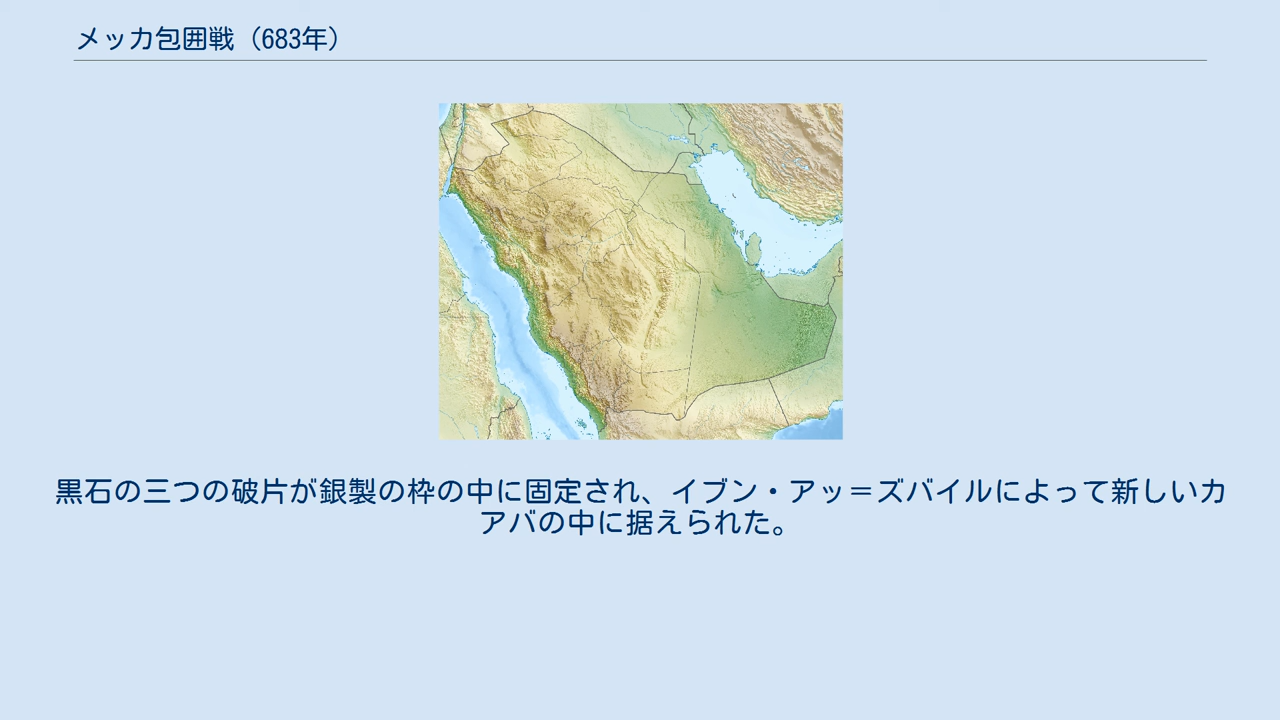 メッカ包囲戦（683年）
黒石の三つの破片が銀製の枠の中に固定され、イブン・アッ＝ズバイルによって新しいカ
アバの中に据えられた。